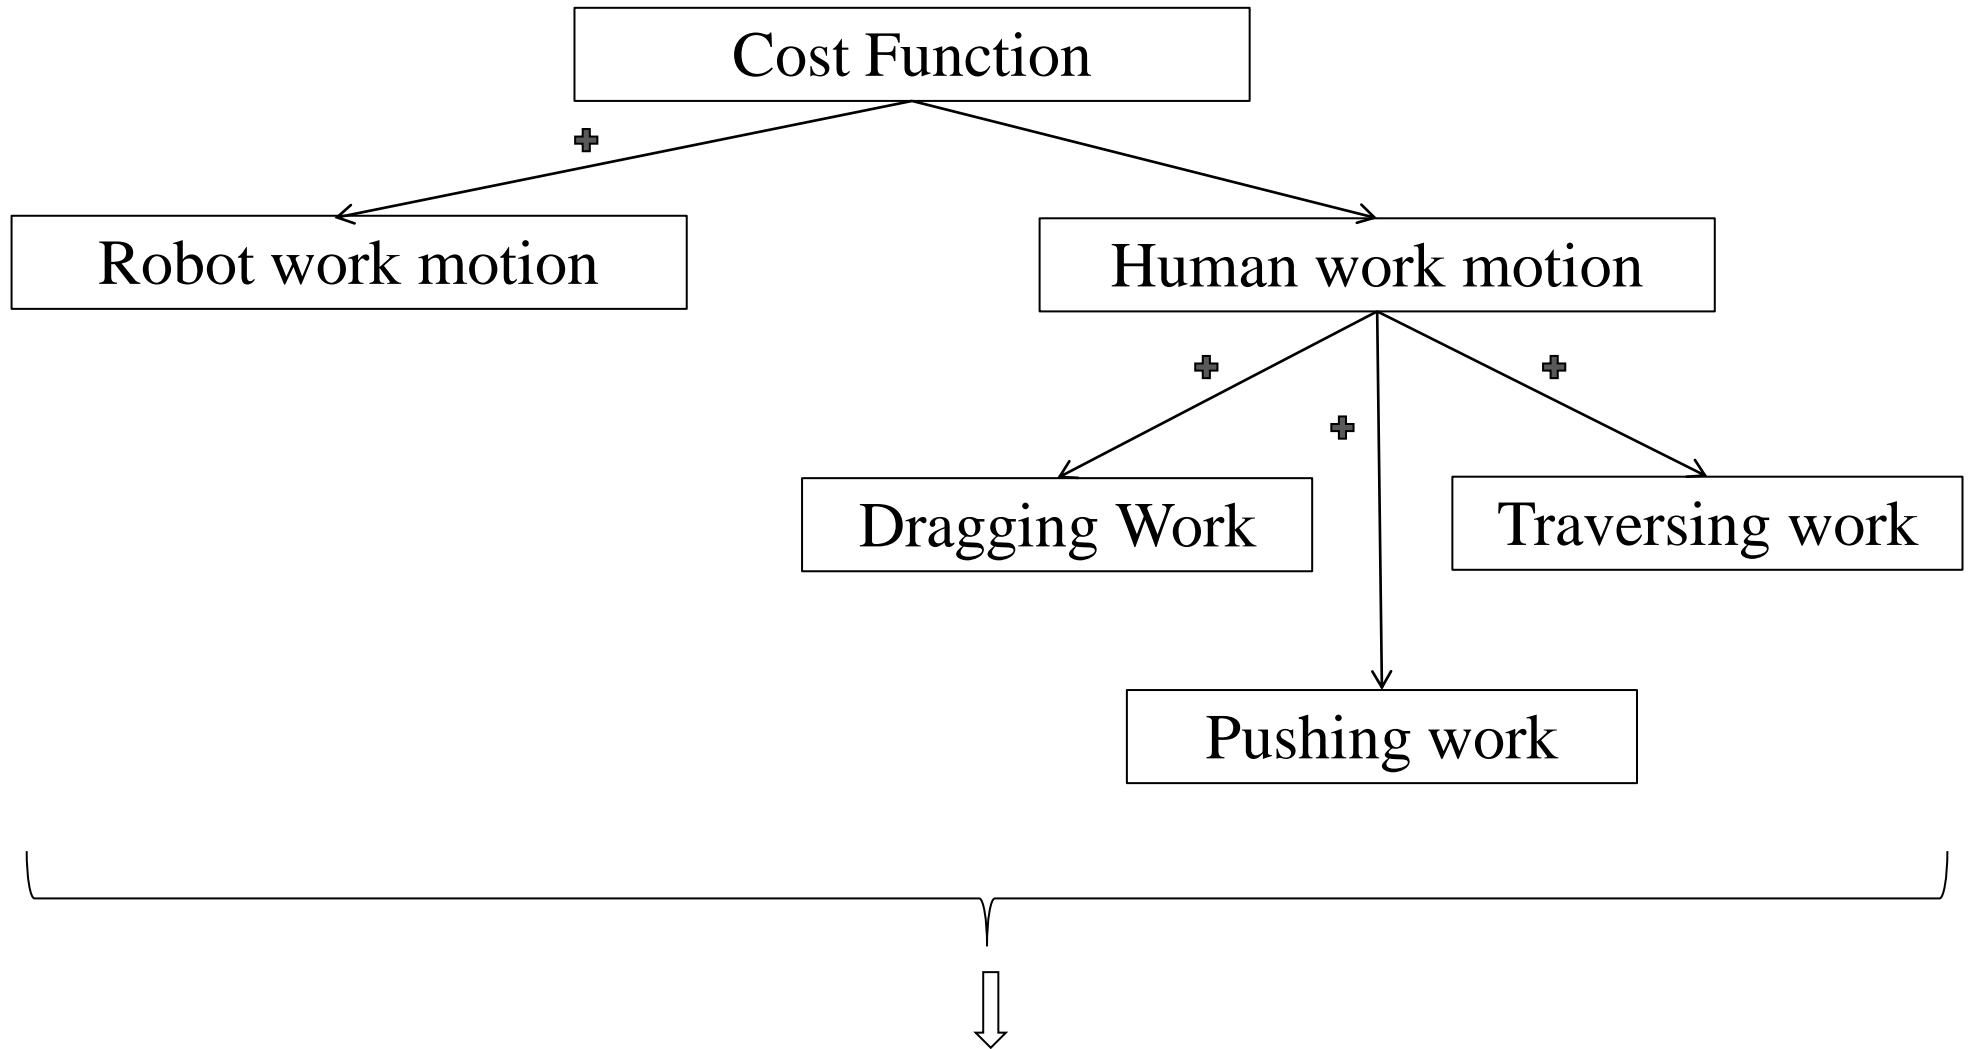 Cost Function
Robot work motion
Human work motion
Dragging Work
Traversing work
Pushing work